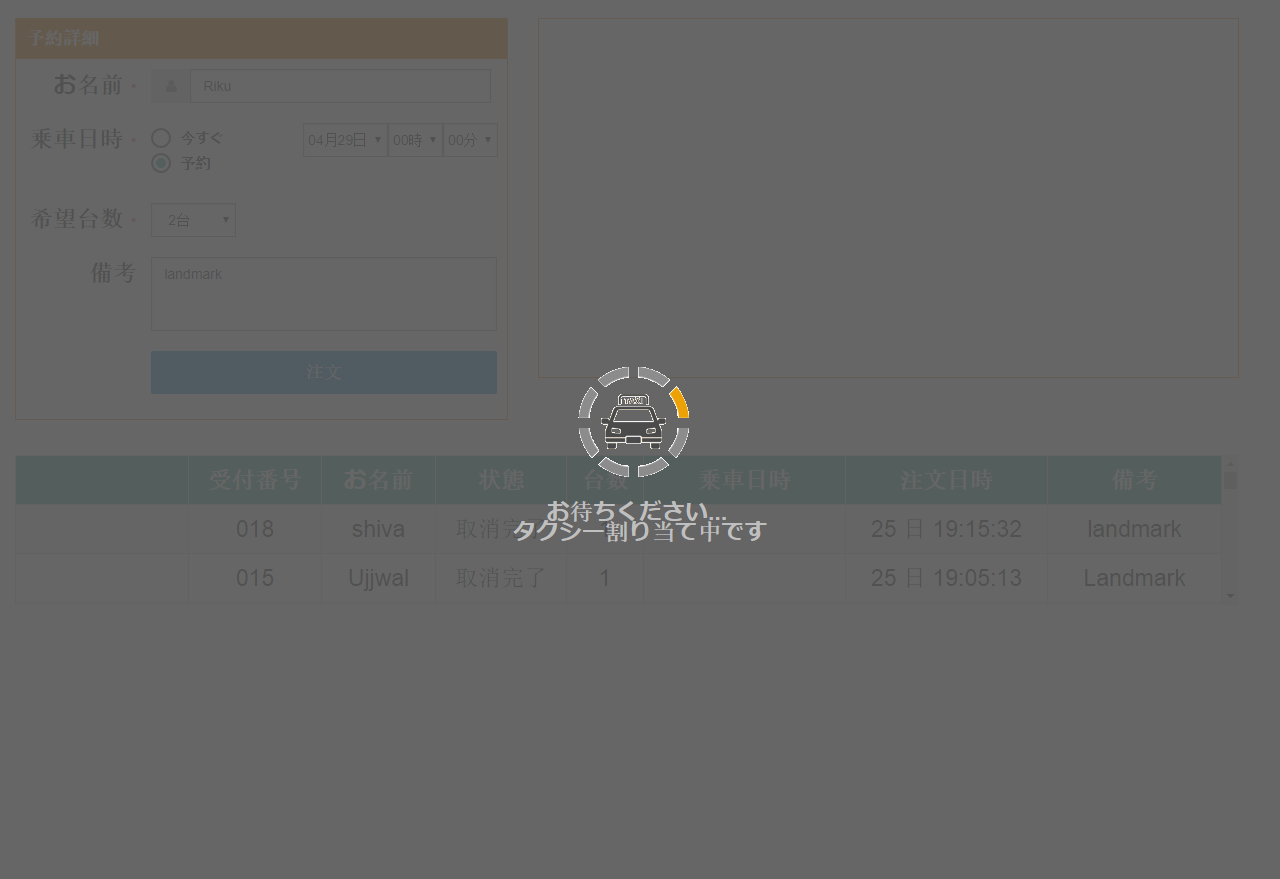 予約詳細
お名前 *
Riku
乗車日時 *
今すぐ
04月29日 00時 00分
予約
希望台数 *
2台
備考
landmark
注文
TAXI
受付番号 お名前 状態 台数 乗車日時 注文日時 備考
お待ちください...
タクシー割り当て中です
018 shiva 取消完了 25 日 19:15:32 landmark
015 Ujjwal 取消完了 1 25 日 19:05:13 Landmark